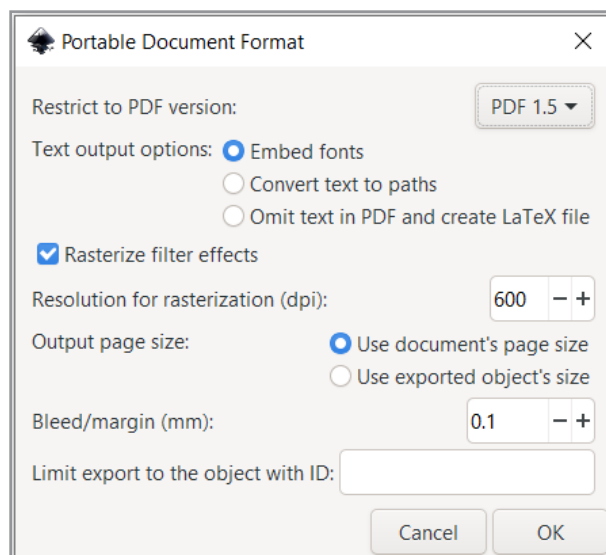 Portable Document Format
Restrict to PDF version: PDF 1.5
Text output options: Embed fonts
Convert text to paths
Omit text in PDF and create LaTeX file
Rasterize filter effects
Resolution for rasterization (dpi): 600 − +
Output page size: Use document's page size
Use exported object's size
Bleed/margin (mm): 0.1 − +
Limit export to the object with ID:
Cancel OK